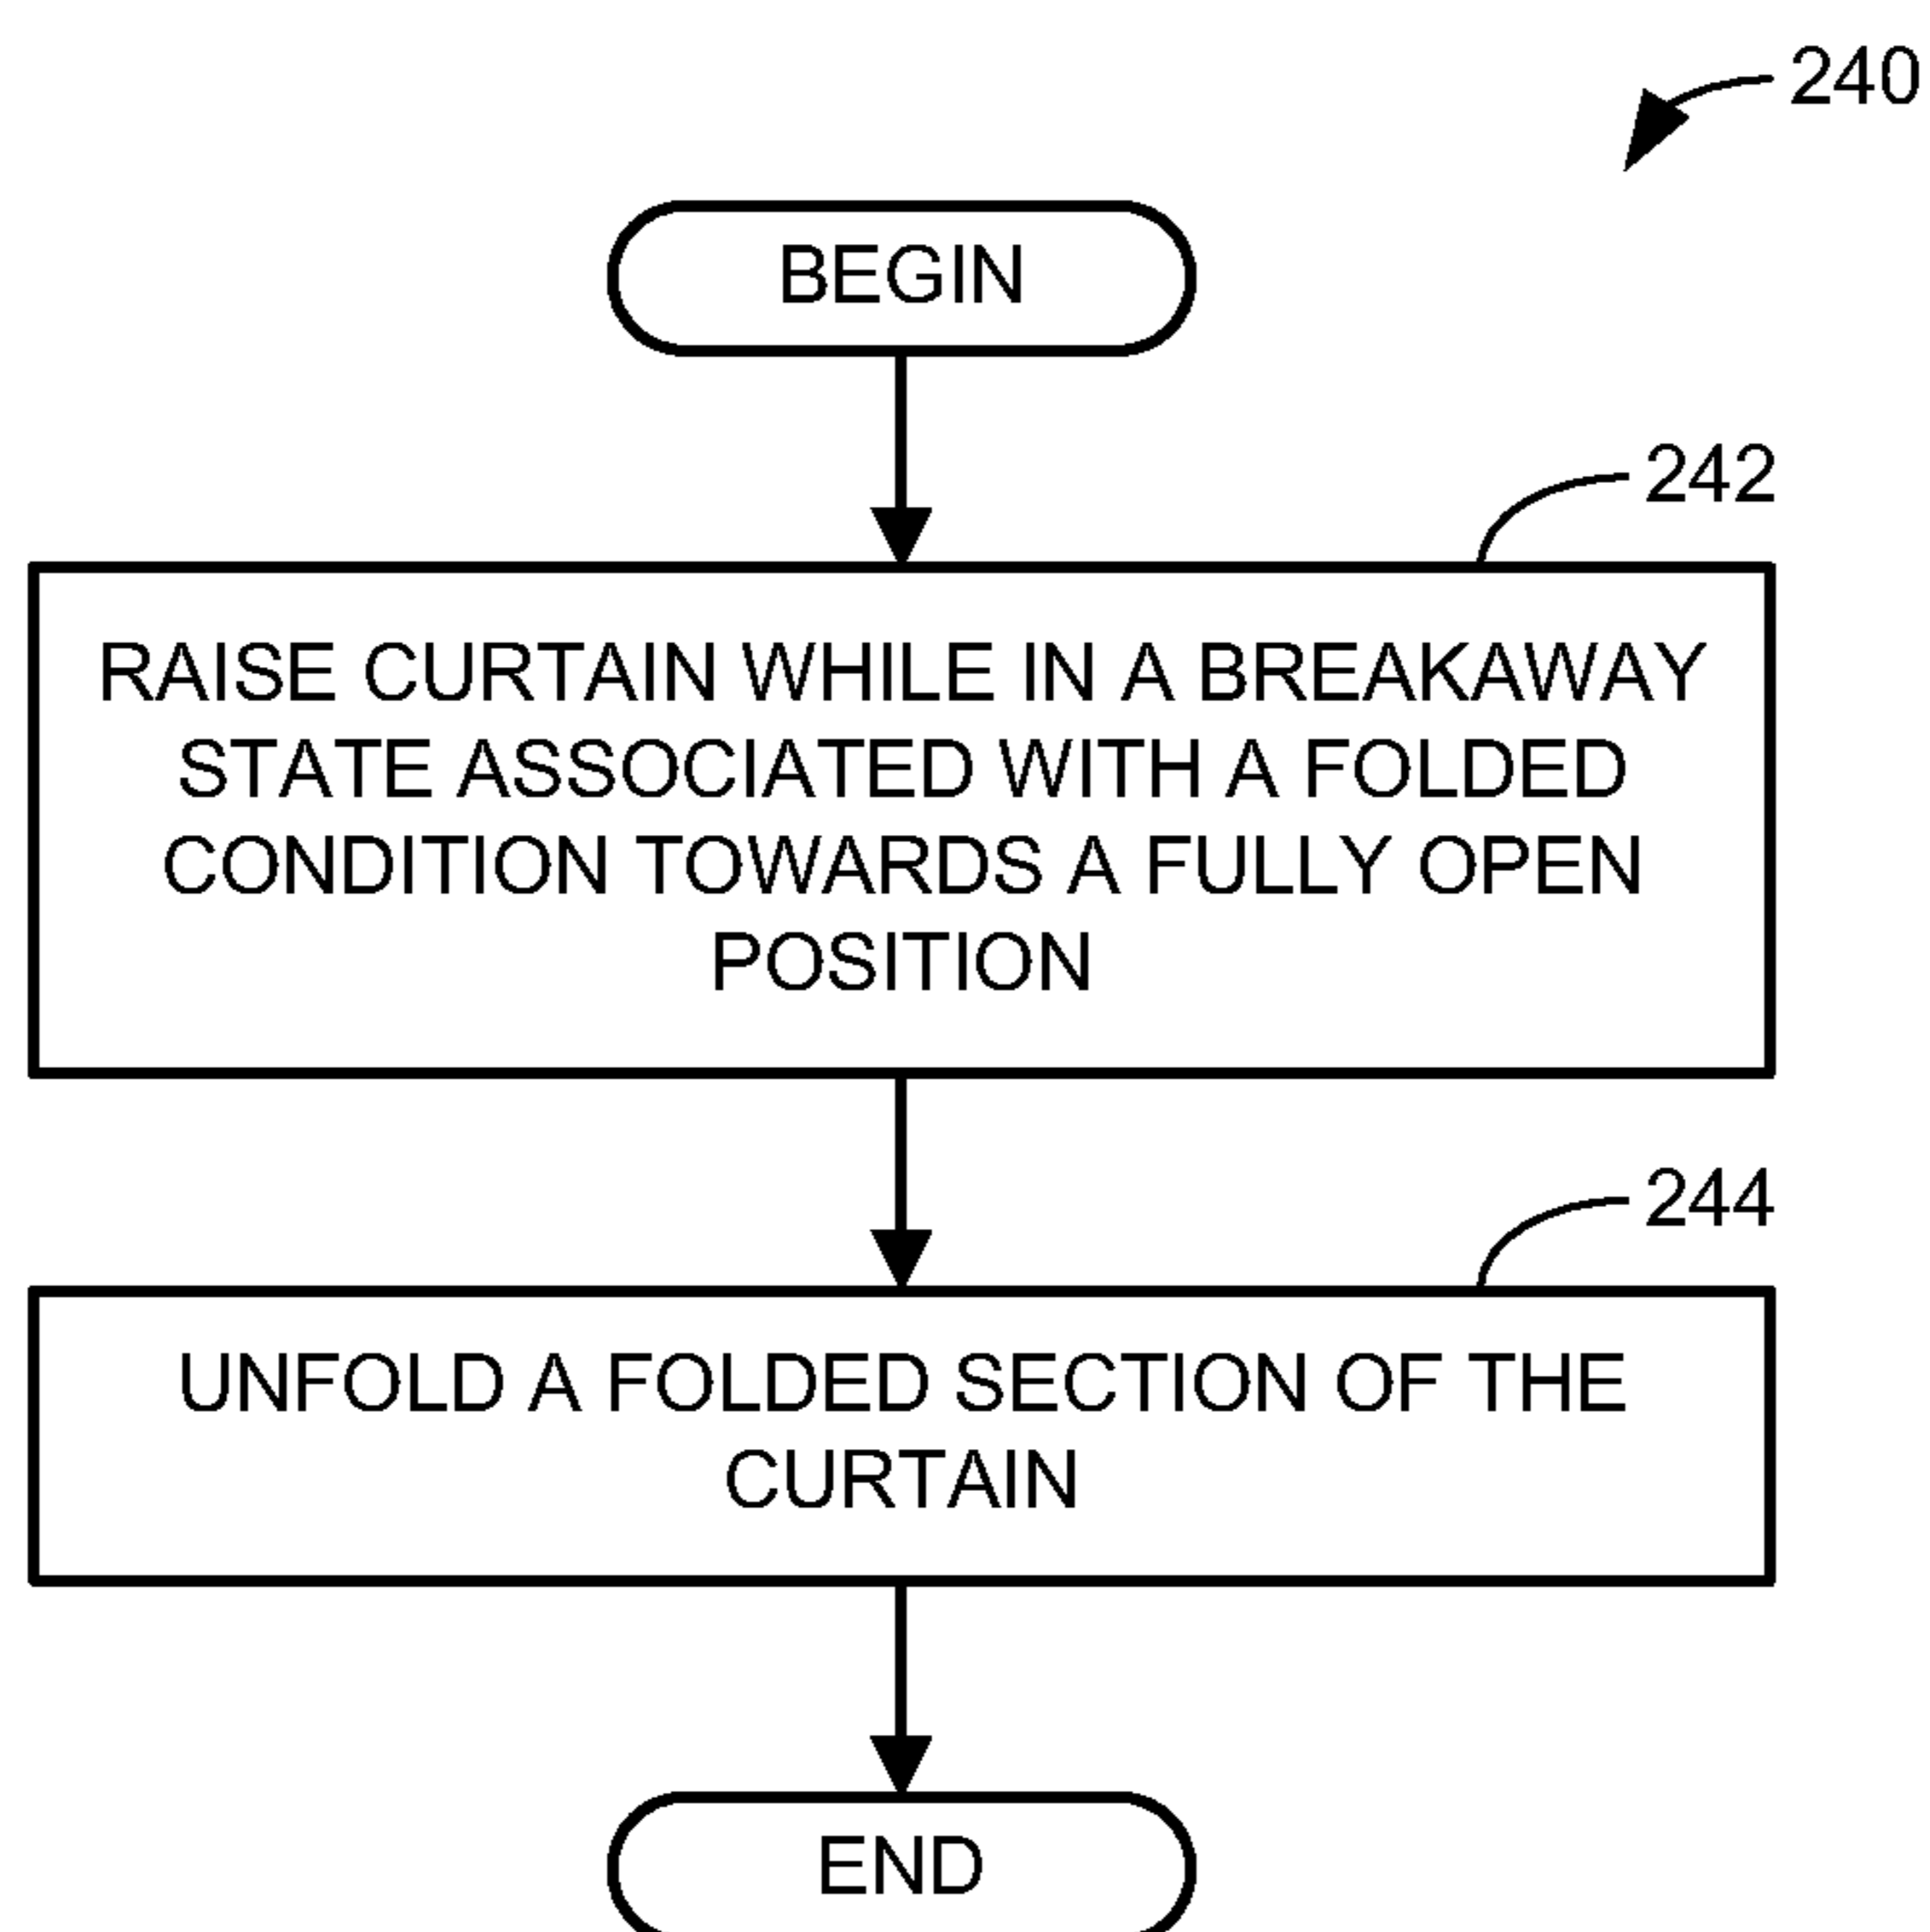 240
BEGIN
242
RAISE CURTAIN WHILE IN A BREAKAWAY
STATE ASSOCIATED WITH A FOLDED
CONDITION TOWARDS A FULLY OPEN
POSITION
244
UNFOLD A FOLDED SECTION OF THE
CURTAIN
END